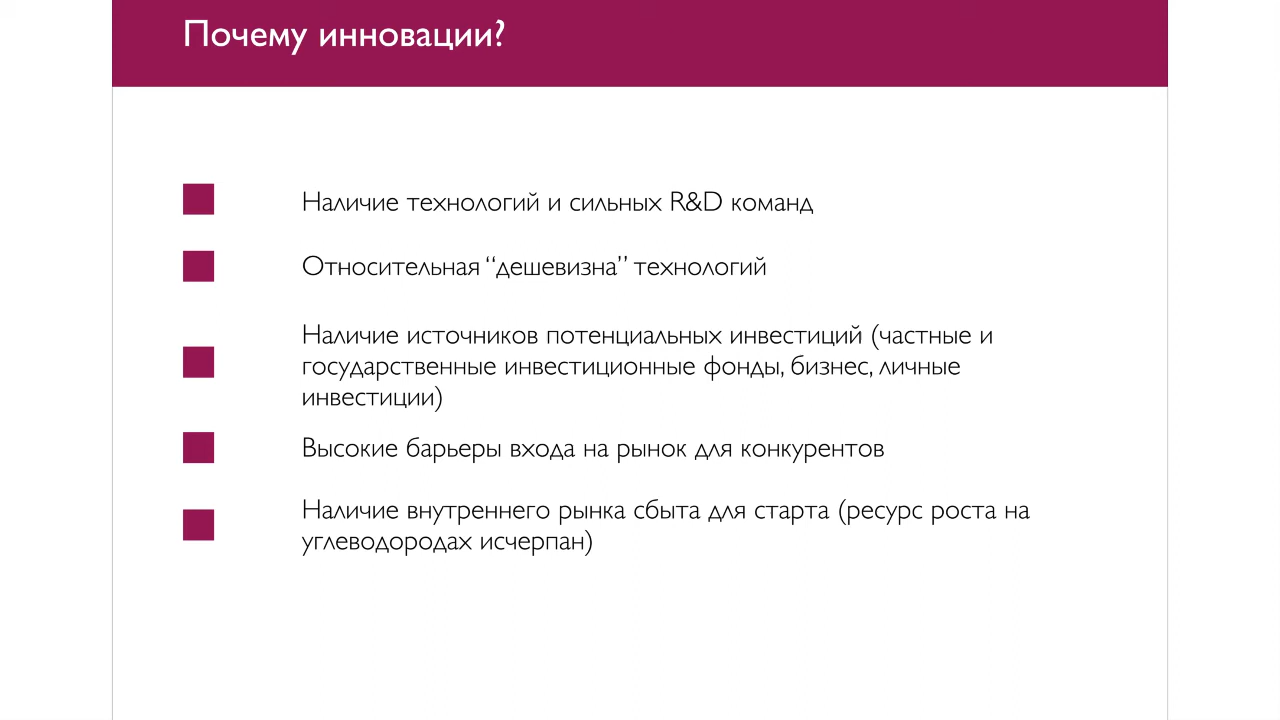 Почему инновации?
Наличие технологий и сильных R&D команд
Относительная “дешевизна” технологий
Наличие источников потенциальных инвестиций (частные и
государственные инвестиционные фонды, бизнес, личные
инвестиции)
Высокие барьеры входа на рынок для конкурентов
Наличие внутреннего рынка сбыта для старта (ресурс роста на
углеводородах исчерпан)